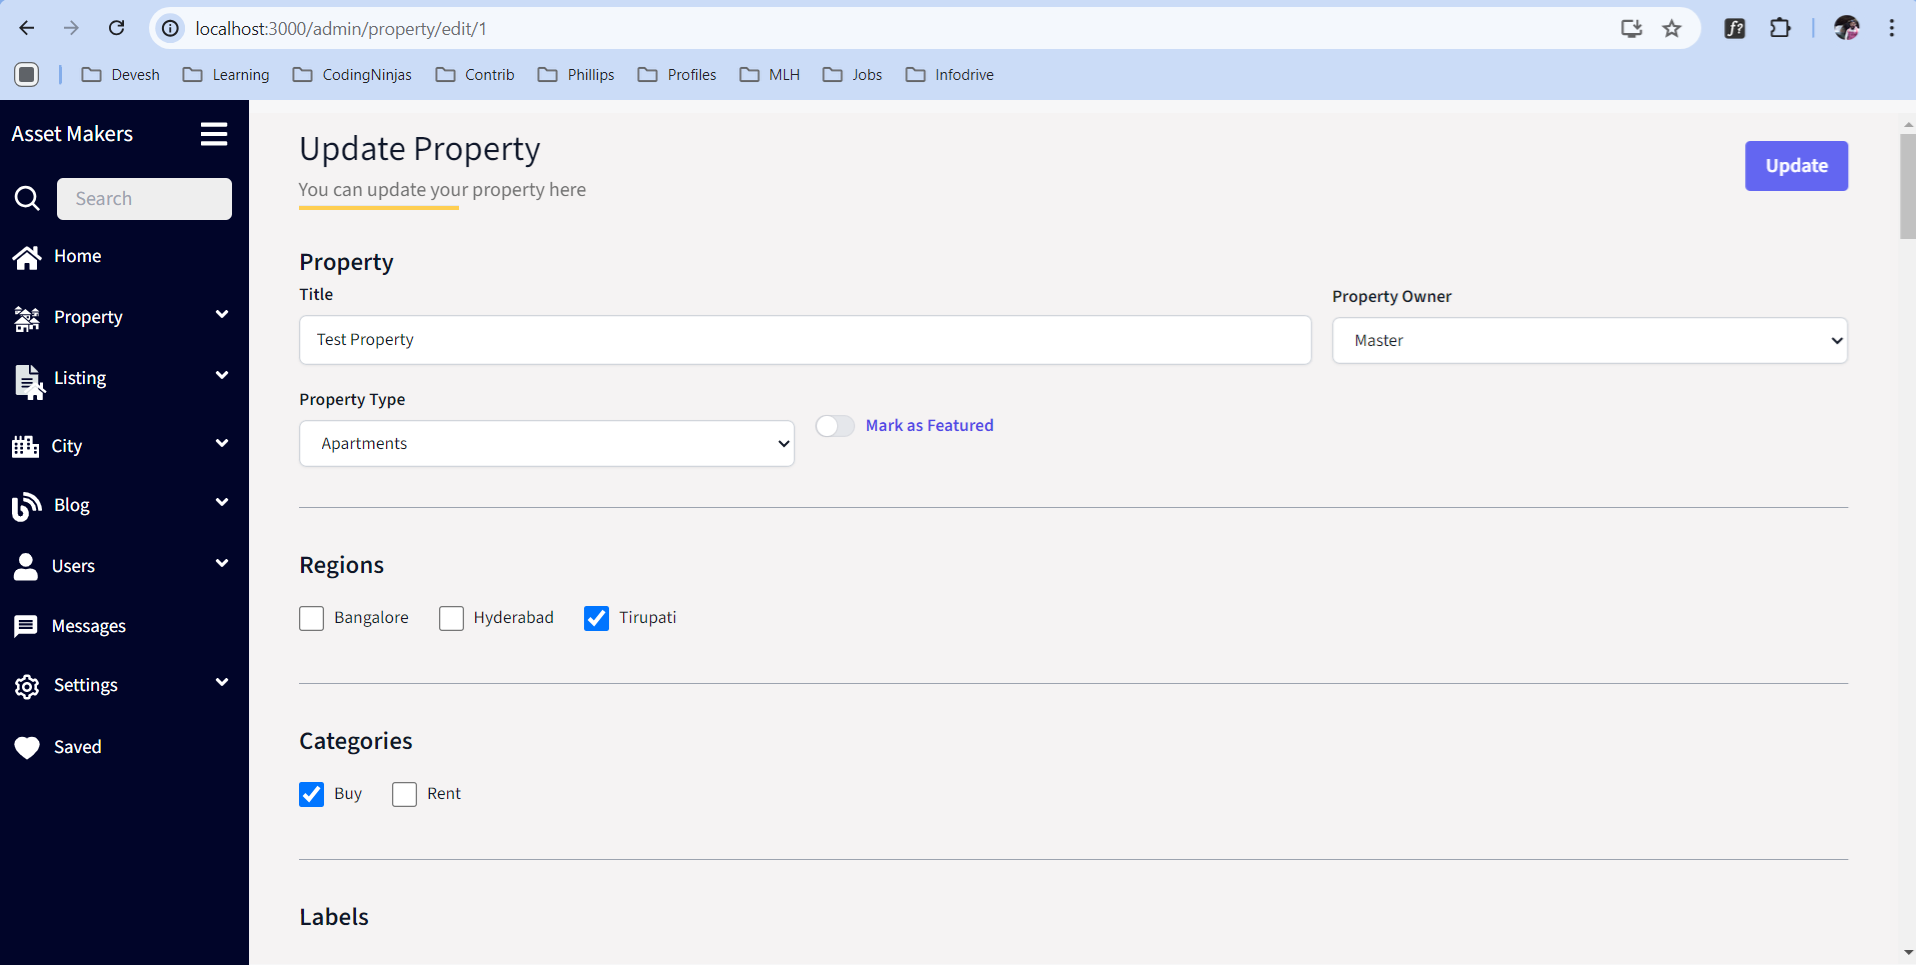 localhost:3000/admin/property/edit/1
f?
Devesh Learning CodingNinjas Contrib Phillips Profiles MLH Jobs Infodrive
Asset Makers
Search
Home
Property
Listing
City
Blog
Users
Messages
Settings
Saved
Update Property
You can update your property here
Update
Property
Title
Property Owner
Test Property
Master
Property Type
Apartments
Mark as Featured
Regions
Bangalore Hyderabad Tirupati
Categories
Buy Rent
Labels